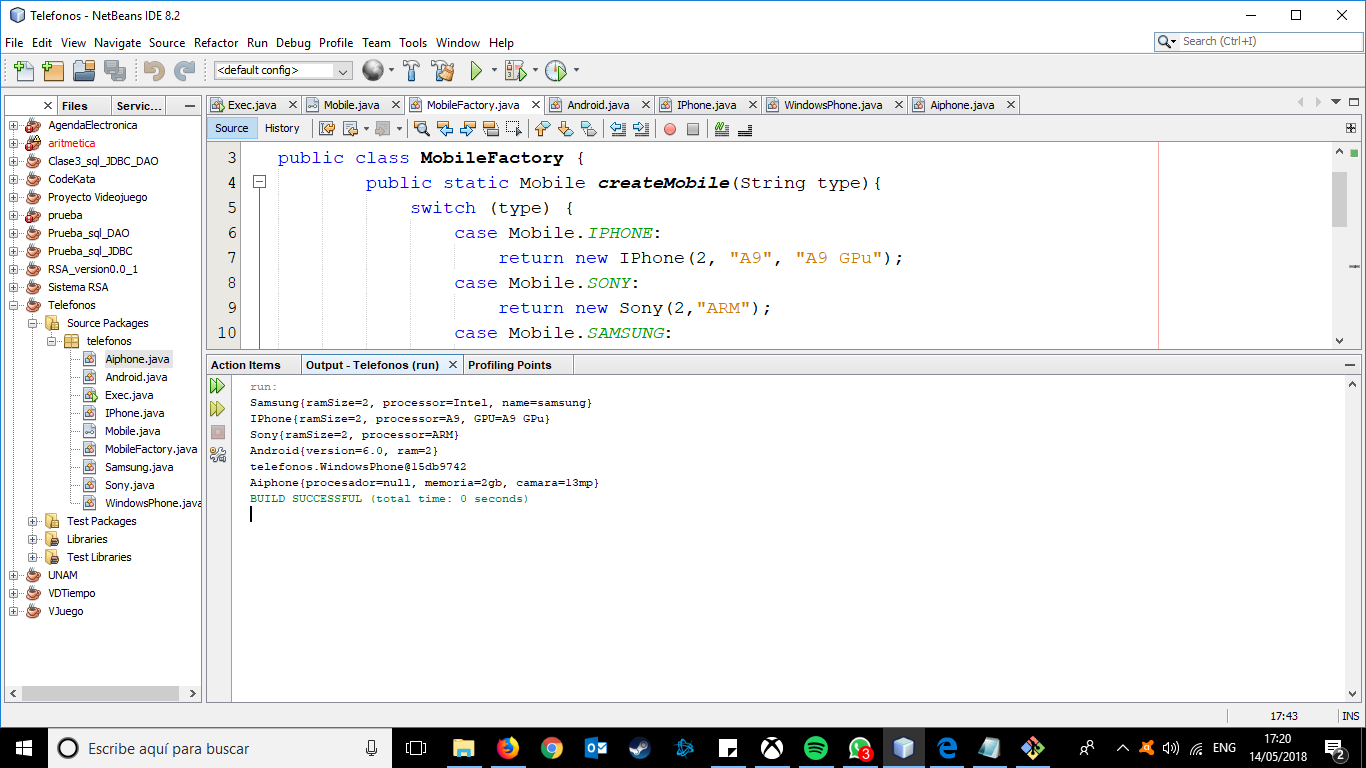 Telefonos - NetBeans IDE 8.2
File Edit View Navigate Source Refactor Run Debug Profile Team Tools Window Help
Search (Ctrl+I)
<default config>
Files Servic...
Exec.java Mobile.java MobileFactory.java Android.java IPhone.java WindowsPhone.java Aiphone.java
Source History
AgendaElectronica
aritmetica
Clase3_sql_JDBC_DAO
CodeKata
Proyecto Videojuego
prueba
Prueba_sql_DAO
Prueba_sql_JDBC
RSA_version0.0_1
Sistema RSA
Telefonos
Source Packages
telefonos
Aiphone.java
Android.java
Exec.java
IPhone.java
Mobile.java
MobileFactory.java
Samsung.java
Sony.java
WindowsPhone.java
Test Packages
Libraries
Test Libraries
UNAM
VDTiempo
VJuego
3 public class MobileFactory {
4 public static Mobile createMobile(String type){
5 switch (type) {
6 case Mobile.IPHONE:
7 return new IPhone(2, "A9", "A9 GPu");
8 case Mobile.SONY:
9 return new Sony(2,"ARM");
10 case Mobile.SAMSUNG:
Action Items Output - Telefonos (run) Profiling Points
run:
Samsung{ramSize=2, processor=Intel, name=samsung}
IPhone{ramSize=2, processor=A9, GPU=A9 GPu}
Sony{ramSize=2, processor=ARM}
Android{version=6.0, ram=2}
telefonos.WindowsPhone@15db9742
Aiphone{procesador=null, memoria=2gb, camara=13mp}
BUILD SUCCESSFUL (total time: 0 seconds)
17:43 INS
Escribe aquí para buscar
3
ENG
17:20
14/05/2018
2